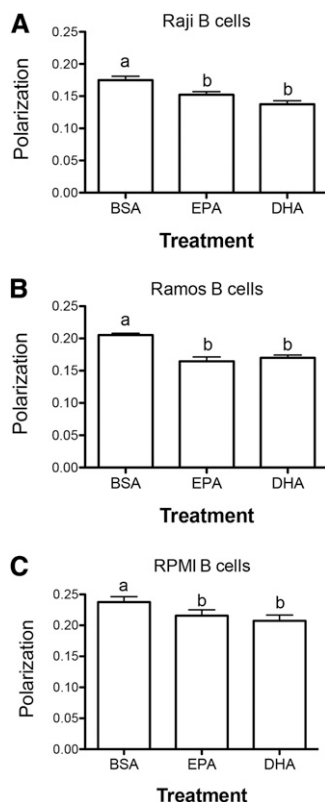 A
Raji B cells
Polarization
0.25
0.20
0.15
0.10
0.05
0.00
a
b
b
BSA
EPA
DHA
Treatment
B
Ramos B cells
Polarization
0.25
0.20
0.15
0.10
0.05
0.00
a
b
b
BSA
EPA
DHA
Treatment
C
RPMI B cells
Polarization
0.25
0.20
0.15
0.10
0.05
0.00
a
b
b
BSA
EPA
DHA
Treatment